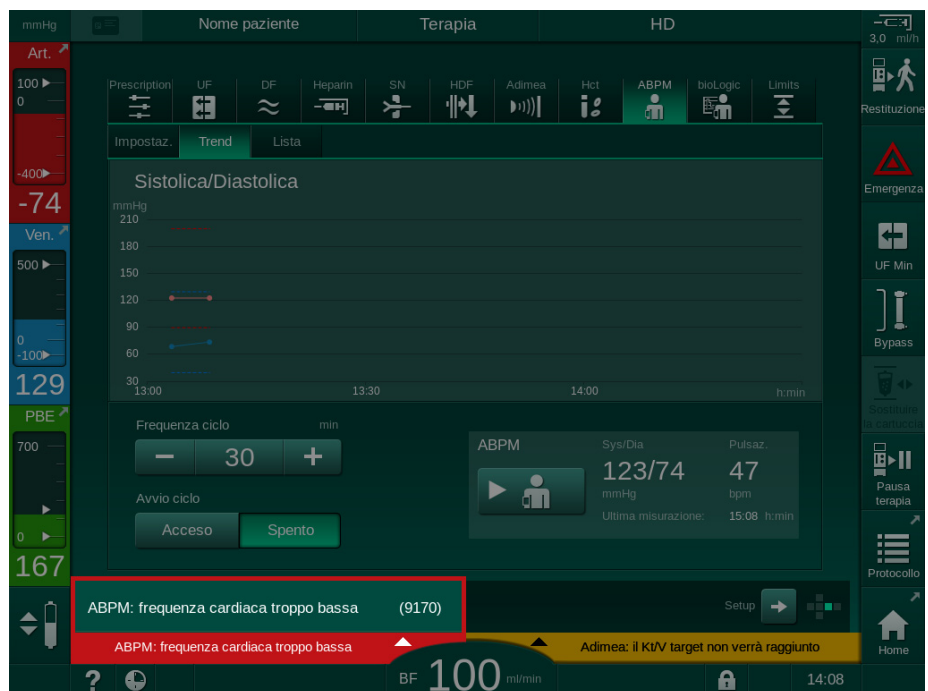 mmHg
Nome paziente
Terapia
HD
3,0 ml/h
Art.
100
0
-400
-74
Ven.
500
0
-100
129
PBE
700
0
167
Prescription
UF
DF
Heparin
SN
HDF
Adimea
Hct
ABPM
bioLogic
Limits
Impostaz.
Trend
Lista
Sistolica/Diastolica
mmHg
210
180
150
120
90
60
30
13:00
13:30
14:00
h:min
Frequenza ciclo
min
30
Avvio ciclo
Acceso
Spento
ABPM
Sys/Dia
Pulsaz.
123/74
47
mmHg
bpm
Ultima misurazione:
15:08 h:min
ABPM: frequenza cardiaca troppo bassa (9170)
Setup
ABPM: frequenza cardiaca troppo bassa
Adimea: il Kt/V target non verrà raggiunto
?
BF 100 ml/min
14:08
Restituzione
Emergenza
UF Min
Bypass
Sostituire
la cartuccia
Pausa
terapia
Protocollo
Home